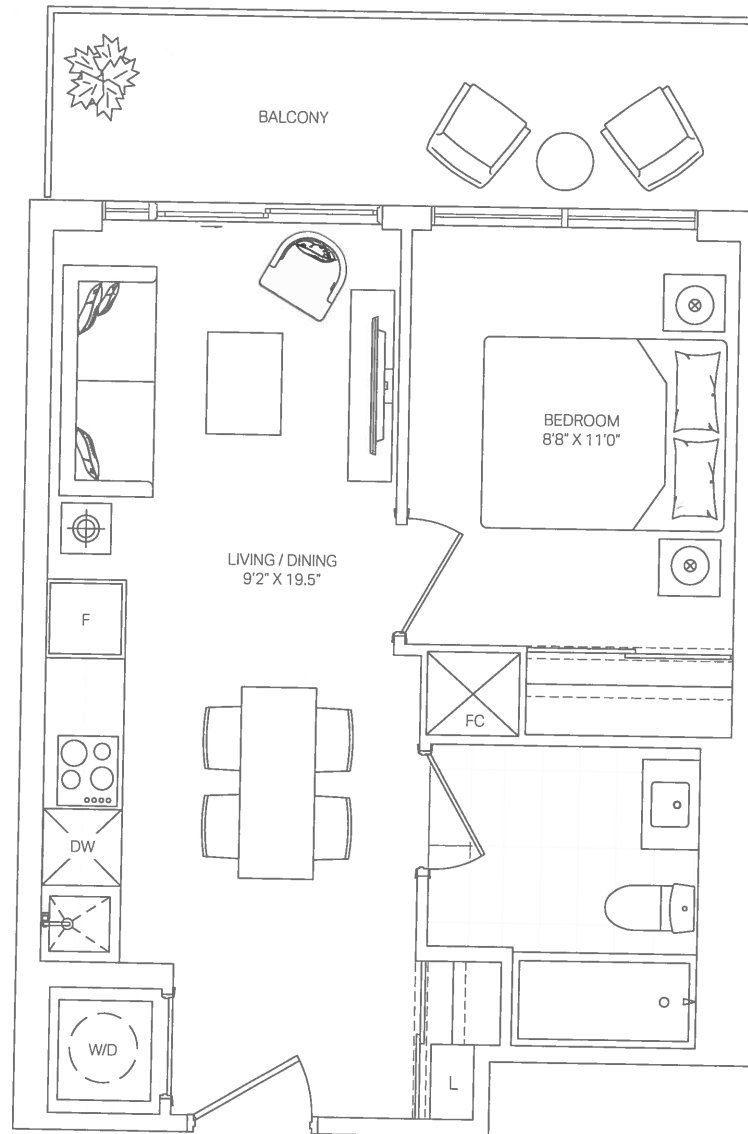 BALCONY
BEDROOM
8'8" X 11'0"
LIVING / DINING
9'2" X 19.5"
F
FC
DW
W/D
L